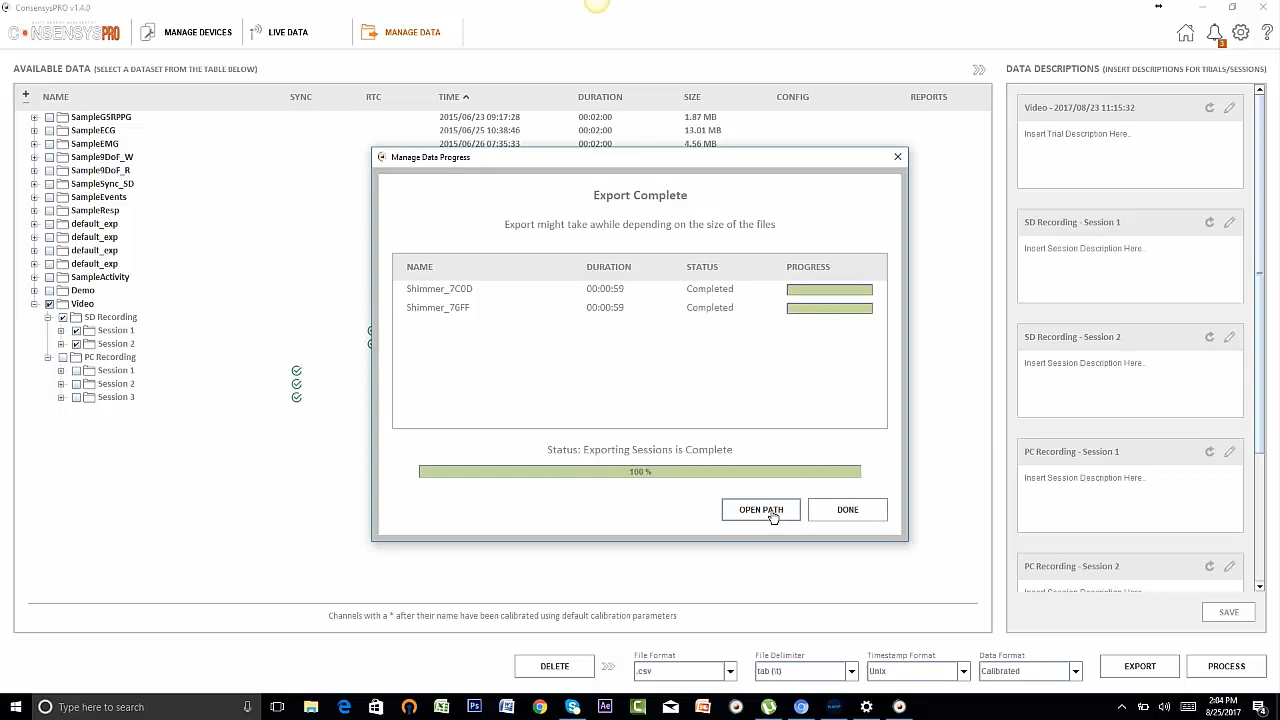 ConsensysPRO v1.4.0
MULTI SENSOR MANAGEMENT
CONSENSYSPRO
MANAGE DEVICES
LIVE DATA
MANAGE DATA
3
AVAILABLE DATA (SELECT A DATASET FROM THE TABLE BELOW)
NAME SYNC RTC TIME DURATION SIZE CONFIG REPORTS
SampleGSRPPG 2015/06/23 09:17:28 00:02:00 1.87 MB
SampleECG 2015/06/25 10:38:46 00:02:00 13.01 MB
SampleEMG 2015/06/26 07:35:33 00:02:00 4.56 MB
Sample9DoF_W
Sample9DoF_R
SampleSync_SD
SampleEvents
SampleResp
default_exp
default_exp
default_exp
default_exp
SampleActivity
Demo
Video
SD Recording
Session 1
Session 2
PC Recording
Session 1
Session 2
Session 3
Manage Data Progress
Export Complete
Export might take awhile depending on the size of the files
NAME DURATION STATUS PROGRESS
Shimmer_7C0D 00:00:59 Completed
Shimmer_76FF 00:00:59 Completed
Status: Exporting Sessions is Complete
100 %
OPEN PATH DONE
Channels with a * after their name have been calibrated using default calibration parameters
DATA DESCRIPTIONS (INSERT DESCRIPTIONS FOR TRIALS/SESSIONS)
Video - 2017/08/23 11:15:32
Insert Trial Description Here..
SD Recording - Session 1
Insert Session Description Here..
SD Recording - Session 2
Insert Session Description Here..
PC Recording - Session 1
Insert Session Description Here..
PC Recording - Session 2
Insert Session Description Here..
SAVE
DELETE
File Format
.csv
File Delimiter
tab (\t)
Timestamp Format
Unix
Data Format
Calibrated
EXPORT
PROCESS
Type here to search
2:04 PM
8/25/2017